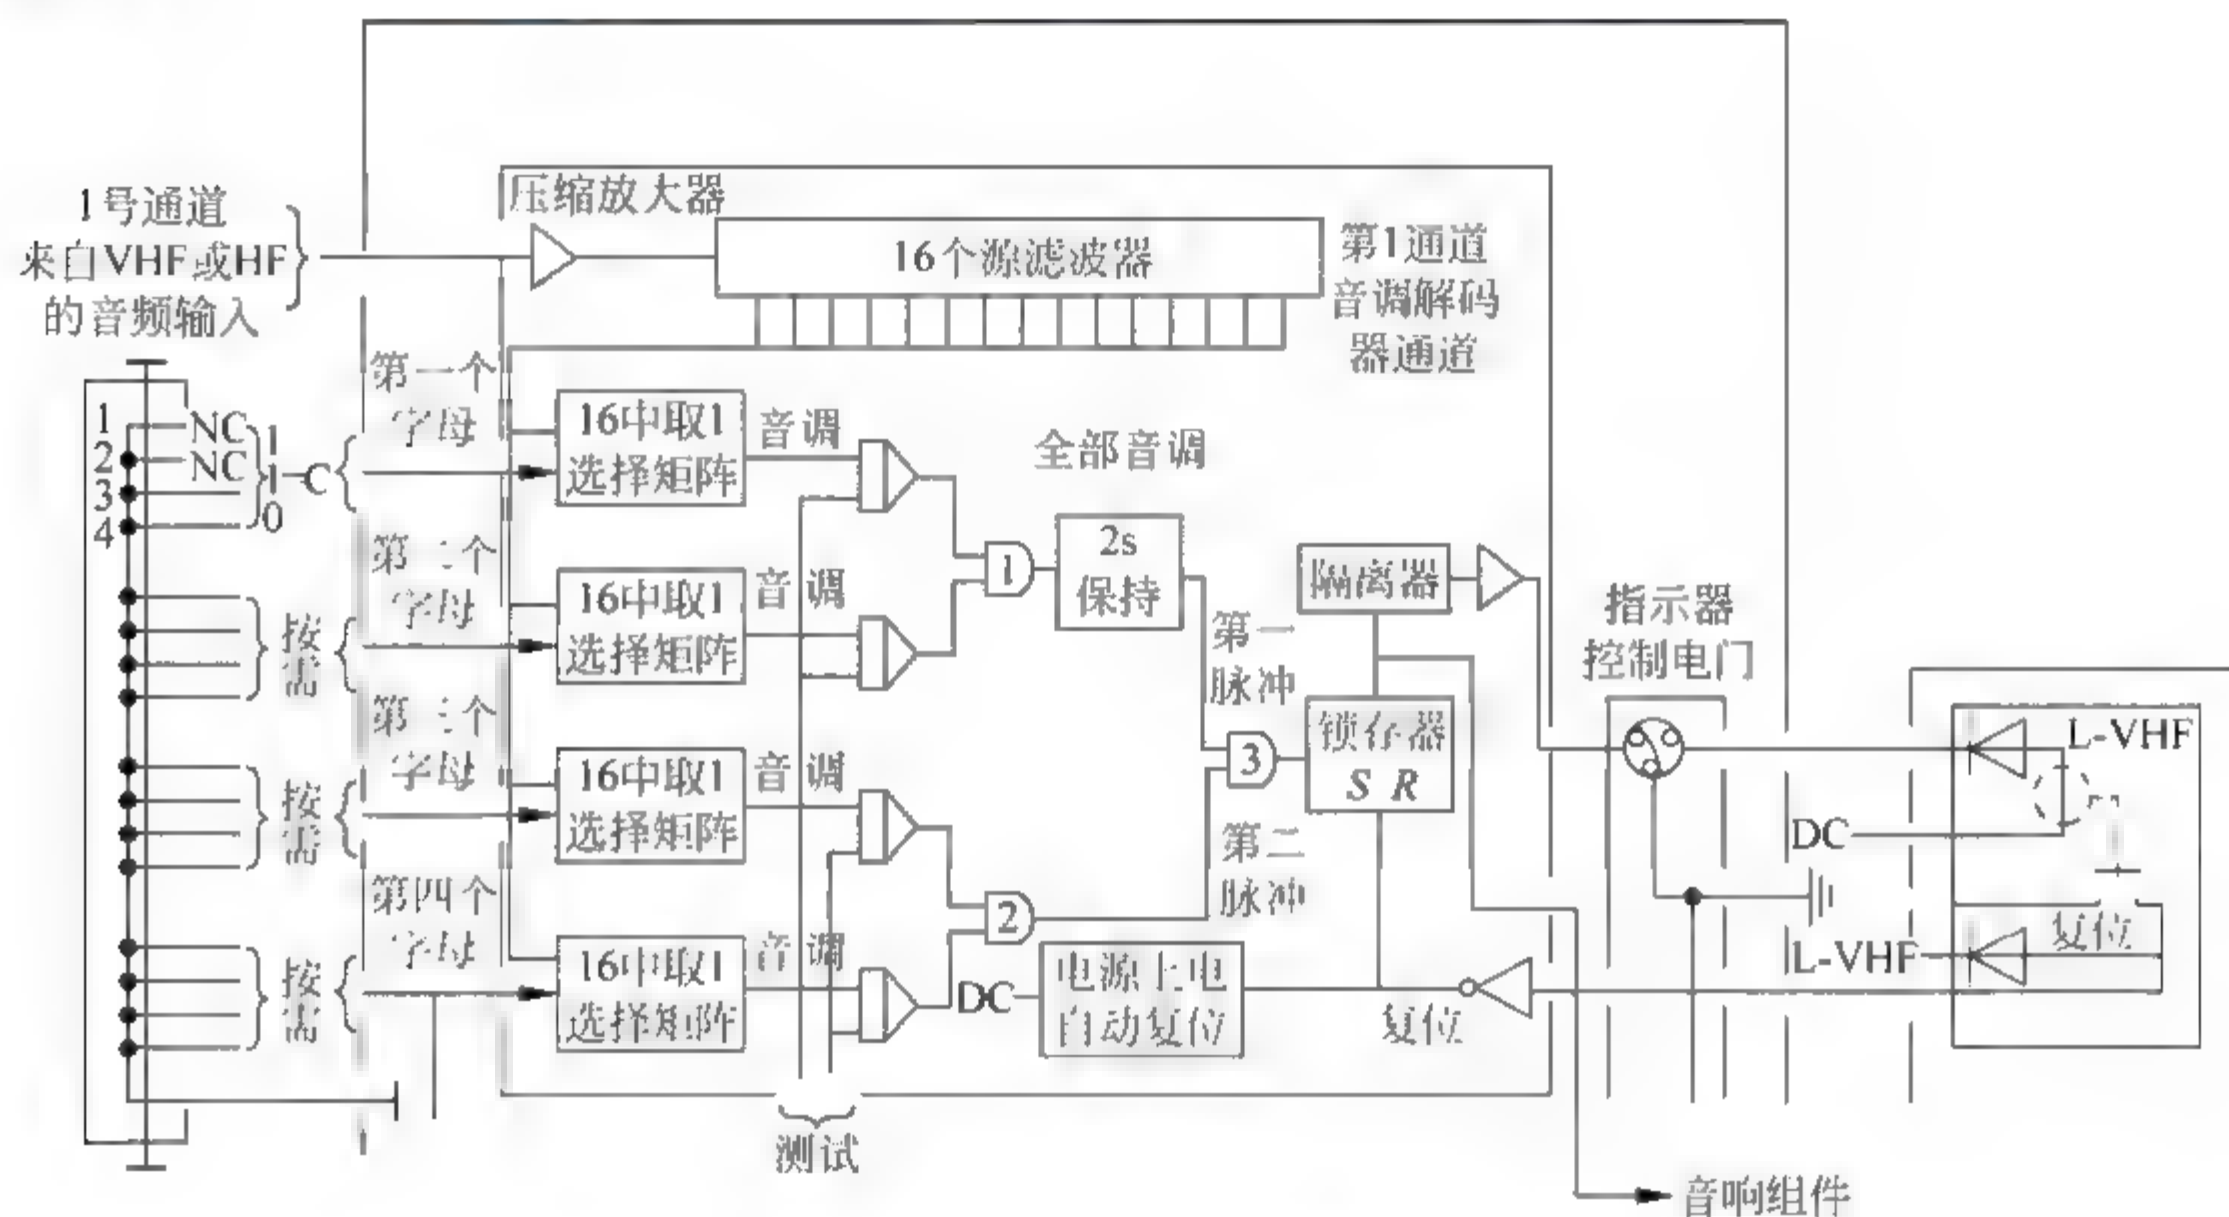 1号通道
来自VHF或HF
的音频输入
压缩放大器
16个源滤波器
第1通道
音调解码
器通道
1
2
3
4
NC
NC
1
1
0
C
第一个
字母
16中取1
选择矩阵
音调
全部音调
1
2s
保持
第二个
字母
按需
16中取1
选择矩阵
音调
第一
脉冲
隔离器
指示器
控制电门
第三个
字母
按需
16中取1
选择矩阵
音调
3
锁存器
S R
L-VHF
DC
第二
脉冲
第四个
字母
按需
16中取1
选择矩阵
音调
2
DC
电源上电
自动复位
复位
L-VHF
复位
测试
音响组件